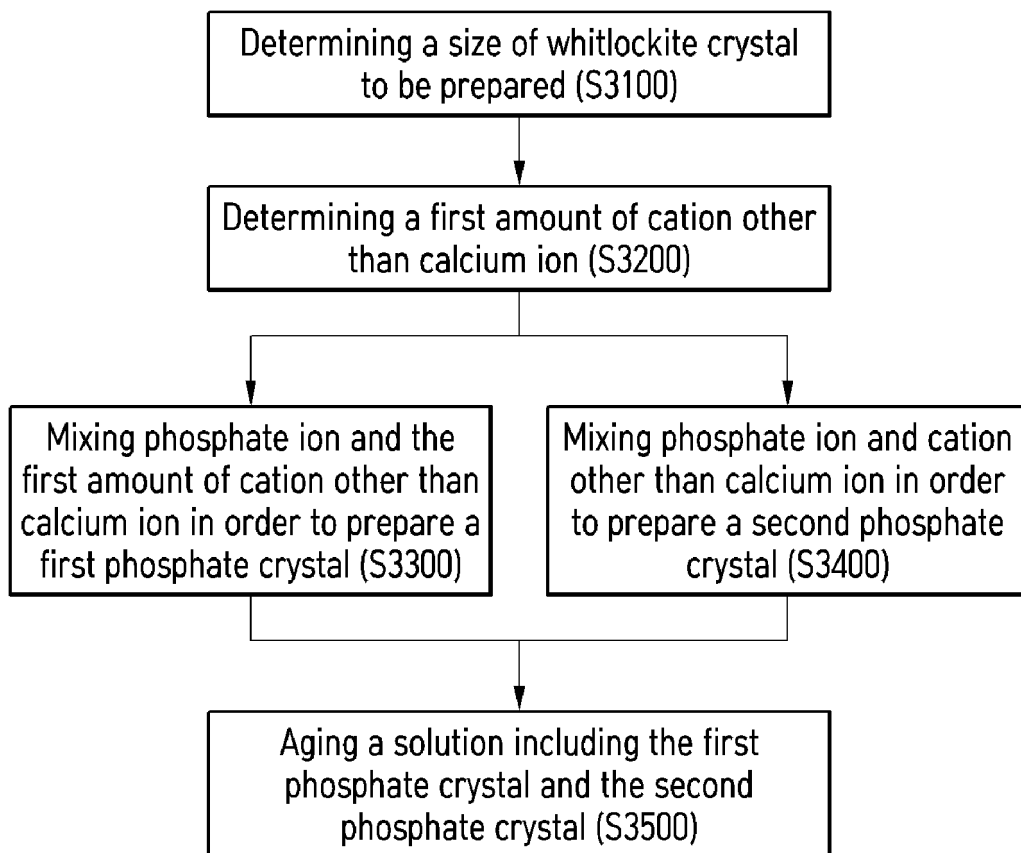 Determining a size of whitlockite crystal
to be prepared (S3100)
Determining a first amount of cation other
than calcium ion (S3200)
Mixing phosphate ion and the
first amount of cation other than
calcium ion in order to prepare a
first phosphate crystal (S3300)
Mixing phosphate ion and cation
other than calcium ion in order
to prepare a second phosphate
crystal (S3400)
Aging a solution including the first
phosphate crystal and the second
phosphate crystal (S3500)